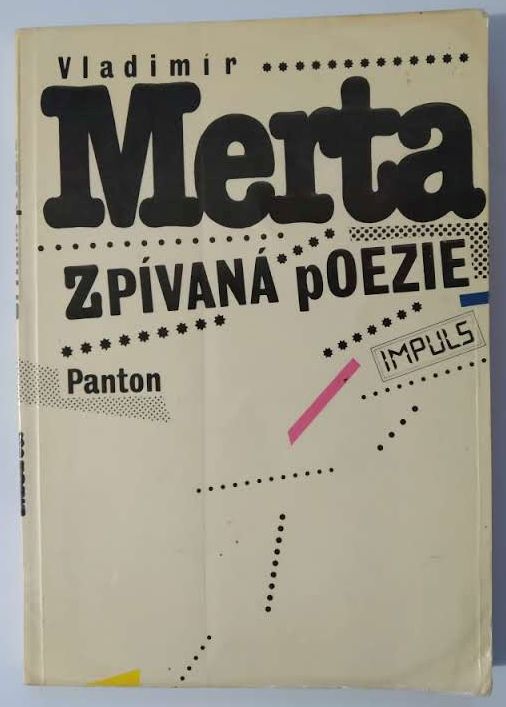 Vladimír
Merta
ZPÍVANÁ pOEZIE
IMPULS
Panton